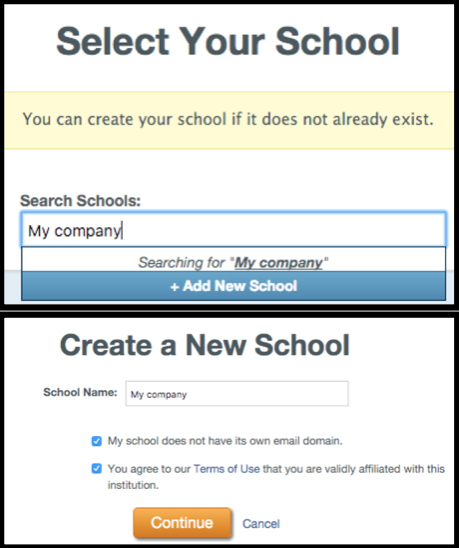 Select Your School
You can create your school if it does not already exist.
Search Schools:
My company
Searching for "My company"
+ Add New School
Create a New School
School Name: My company
My school does not have its own email domain.
You agree to our Terms of Use that you are validly affiliated with this
institution.
Continue Cancel